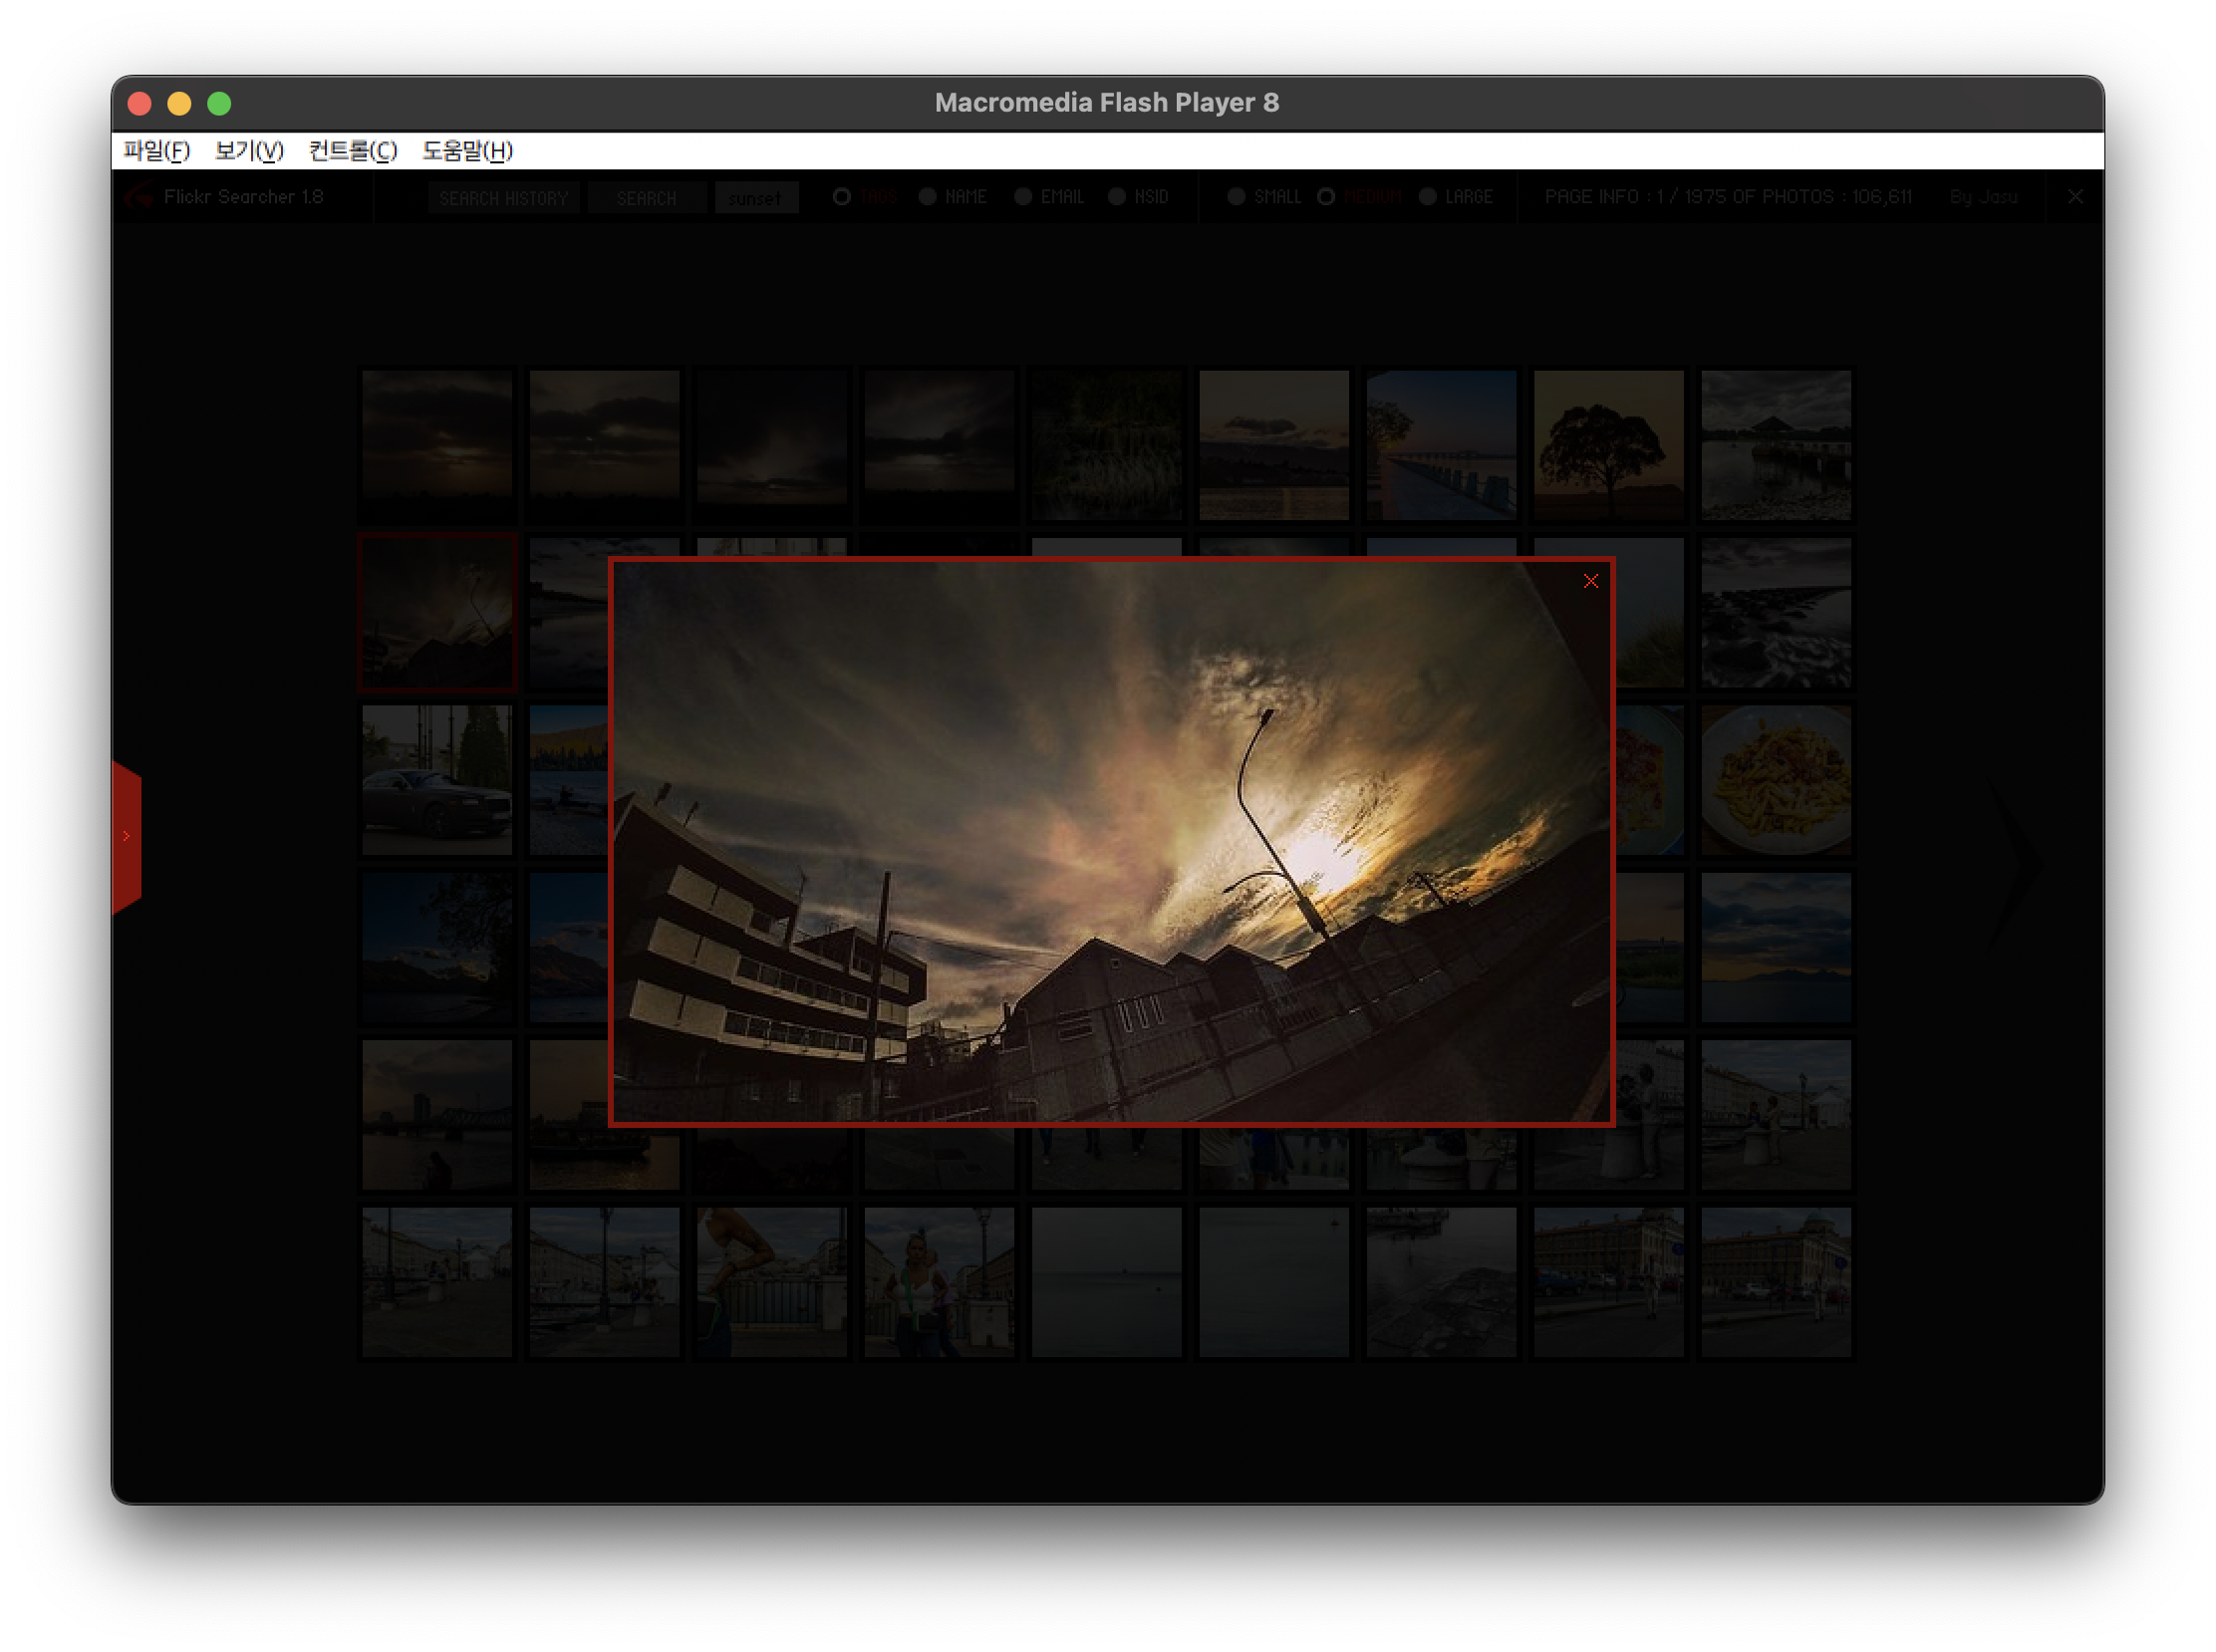 Macromedia Flash Player 8
파일(F) 보기(V) 컨트롤(C) 도움말(H)
Flickr Searcher 1.8 SEARCH HISTORY SEARCH sunset TAGS NAME EMAIL NSID SMALL MEDIUM LARGE PAGE INFO : 1 / 1975 OF PHOTOS : 106,611 By Jasu